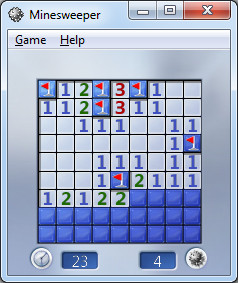 Minesweeper
Game Help
1 2 3 1
1 1 2 3 1 1
1 1 1 1 1
1
1 1 1 1 1
1 2 1 1 1
1 2 1 2 2
23 4